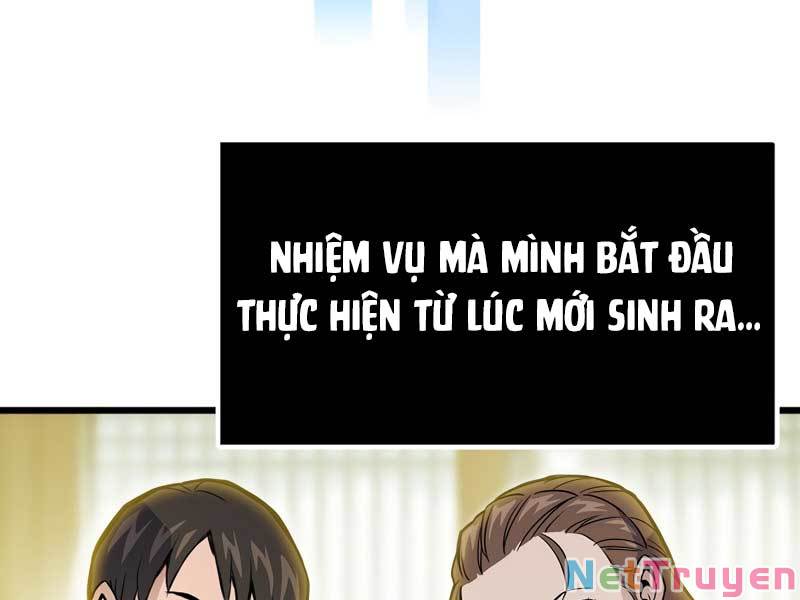 NHIỆM VỤ MÀ MÌNH BẮT ĐẦU
THỰC HIỆN TỪ LÚC MỚI SINH RA...
NetTruyen